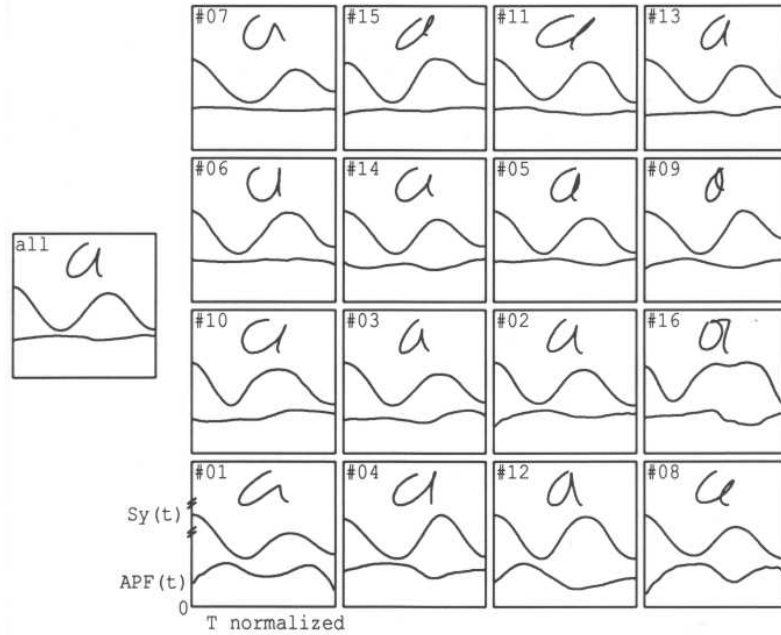 #07 a #15 a #11 a #13 a
#06 a #14 a #05 a #09 a
all a
#10 a #03 a #02 a #16 a
#01 a #04 a #12 a #08 a
Sy(t)
APF(t)
0
T normalized